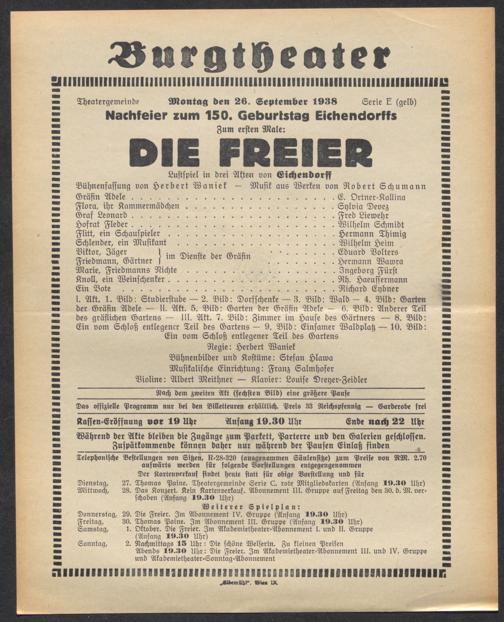 Burgtheater
Theatergemeinde Montag den 26. September 1938 Serie E (gelb)
Nachfeier zum 150. Geburtstag Eichendorffs
Zum ersten Male:
DIE FREIER
Lustspiel in drei Akten von Eichendorff
Bühnenfassung von Herbert Waniek — Musik aus Werken von Robert Schumann
Gräfin Adele . . . E. Ortner-Kallina
Flora, ihr Kammermädchen . . . Sylvia Devez
Graf Leonard . . . Fred Liewehr
Hofrat Fleder . . . Wilhelm Schmidt
Flitt, ein Schauspieler . . . Hermann Thimig
Schlender, ein Musikant . . . Wilhelm Heim
Viktor, Jäger } im Dienste der Gräfin . . . Eduard Volters
Friedmann, Gärtner } . . . Hermann Wawra
Marie, Friedmanns Nichte . . . Ingeborg Fürst
Knoll, ein Weinschenker . . . Ph. Haeussermann
Ein Bote . . . Richard Eybner
I. Akt. 1. Bild: Studierstube — 2. Bild: Dorfschenke — 3. Bild: Wald — 4. Bild: Garten
der Gräfin Adele — II. Akt. 5. Bild: Garten der Gräfin Adele — 6. Bild: Anderer Teil
des gräflichen Gartens — III. Akt. 7. Bild: Zimmer im Hause des Gärtners — 8. Bild:
Ein vom Schloß entlegener Teil des Gartens — 9. Bild: Einsamer Waldplatz — 10. Bild:
Ein vom Schloß entlegener Teil des Gartens
Regie: Herbert Waniek
Bühnenbilder und Kostüme: Stefan Hlawa
Musikalische Einrichtung: Franz Salmhofer
Violine: Albert Meithner — Klavier: Louise Dreyer-Zeidler
Nach dem zweiten Akt (sechsten Bild) eine größere Pause
Das offizielle Programm nur bei den Billetteuren erhältlich. Preis 33 Reichspfennig — Garderobe frei
Kassen-Eröffnung vor 19 Uhr Anfang 19.30 Uhr Ende nach 22 Uhr
Während der Akte bleiben die Zugänge zum Parkett, Parterre und den Galerien geschlossen.
Zuspätkommende können daher nur während der Pausen Einlaß finden
Telephonische Bestellungen von Sitzen, R-28-320 (ausgenommen Säulensitze) zum Preise von RM. 2.70
aufwärts werden für folgende Vorstellungen entgegengenommen
Der Kartenverkauf findet heute statt für obige Vorstellung und für
Dienstag, 27. Thomas Paine. Theatergemeinde Serie C, rote Mitgliedskarten (Anfang 19.30 Uhr)
Mittwoch, 28. Das Konzert. Kein Kartenverkauf. Abonnement III. Gruppe auf Freitag den 30. d. M. verschoben (Anfang 19.30 Uhr)
Weiterer Spielplan:
Donnerstag, 29. Die Freier. Im Abonnement IV. Gruppe (Anfang 19.30 Uhr)
Freitag, 30. Thomas Paine. Im Abonnement III. Gruppe (Anfang 19.30 Uhr)
Samstag, 1. Oktober. Die Freier. Im Akademietheater-Abonnement I. und II. Gruppe
(Anfang 19.30 Uhr)
Sonntag, 2. Nachmittags 15 Uhr: Die schöne Welserin. Zu kleinen Preisen
Abends 19.30 Uhr: Die Freier. Im Akademietheater-Abonnement III. und IV. Gruppe
und Akademietheater-Sonntag-Abonnement
„Elbemühl“, Wien IX.